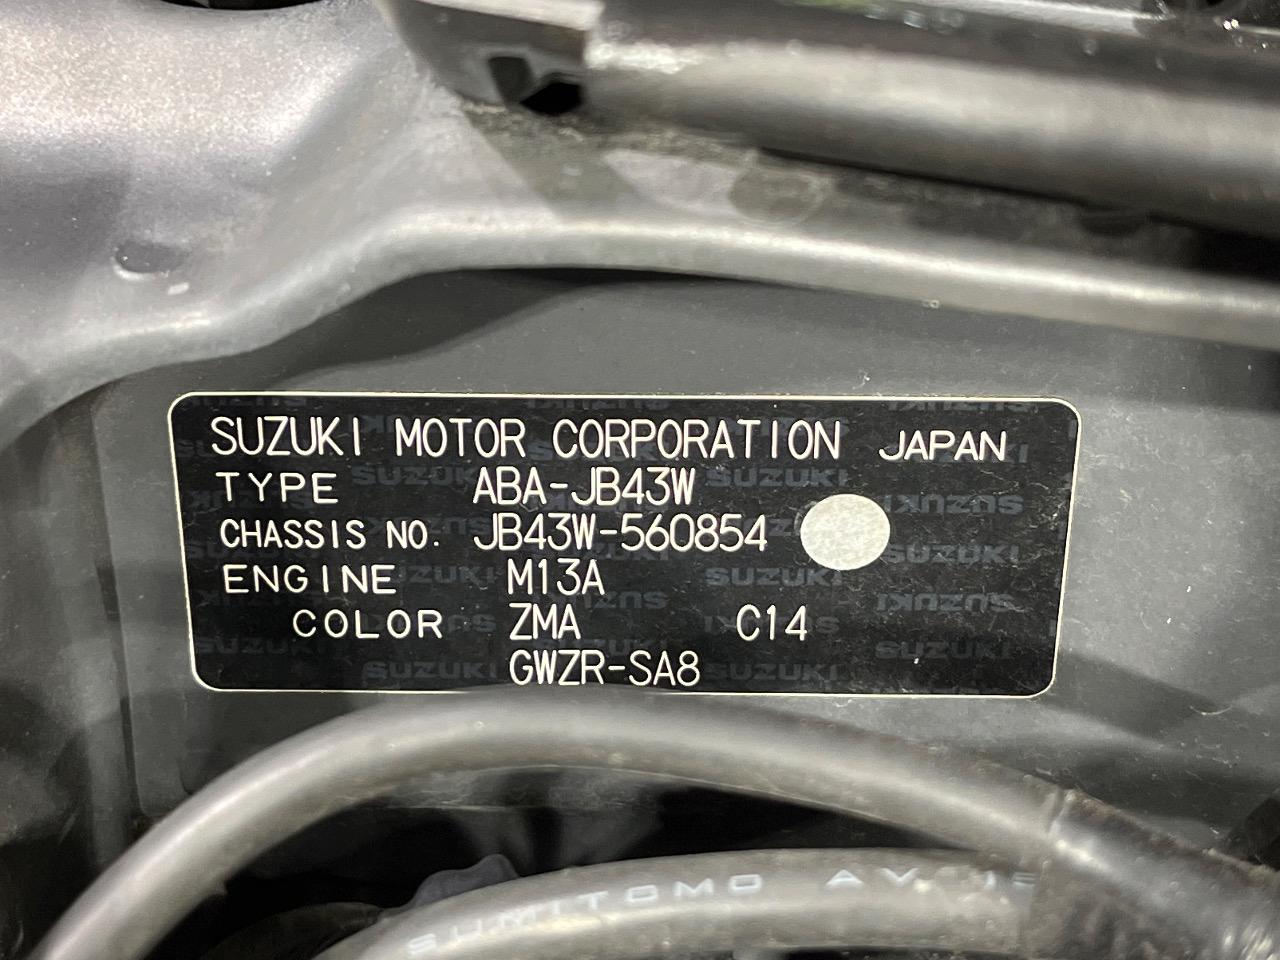 SUZUKI MOTOR CORPORATION JAPAN
TYPE ABA-JB43W
CHASSIS NO. JB43W-560854
ENGINE M13A
COLOR ZMA C14
GWZR-SA8
SUMITOMO AV